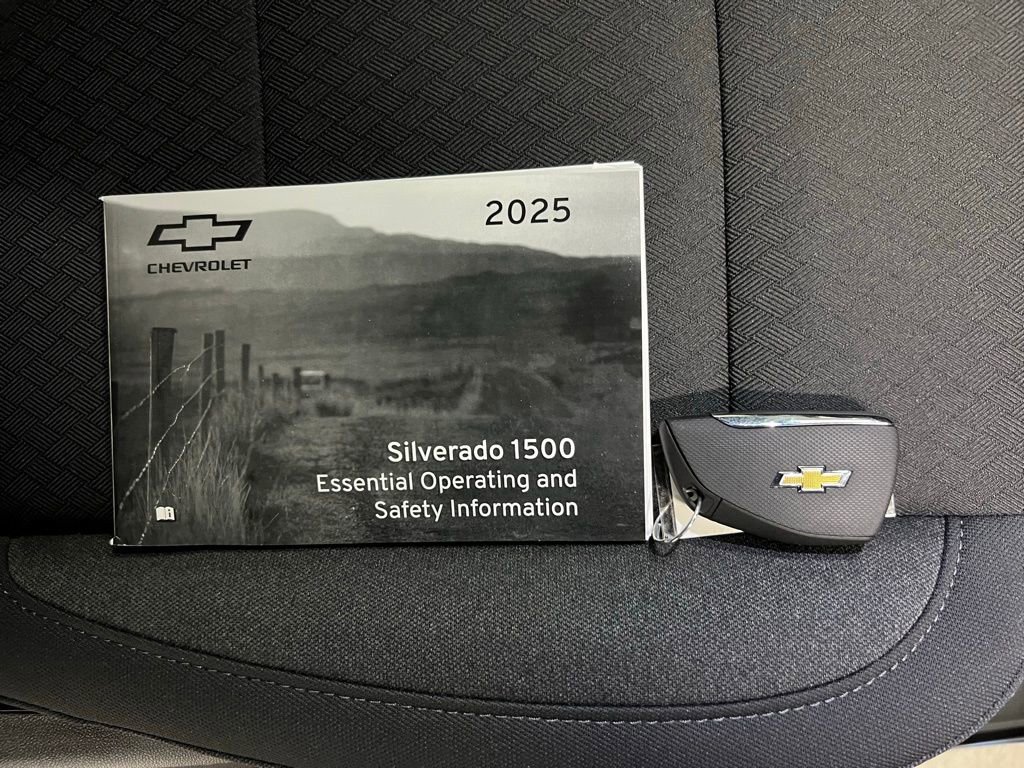 2025
CHEVROLET
Silverado 1500
Essential Operating and
Safety Information